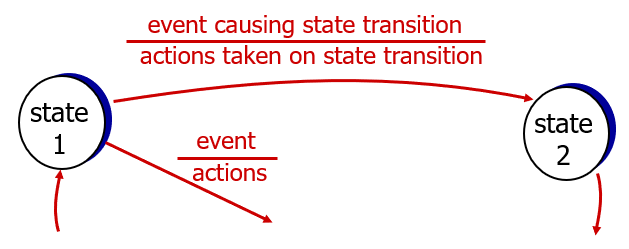 event causing state transition
actions taken on state transition
state
1
state
2
event
actions